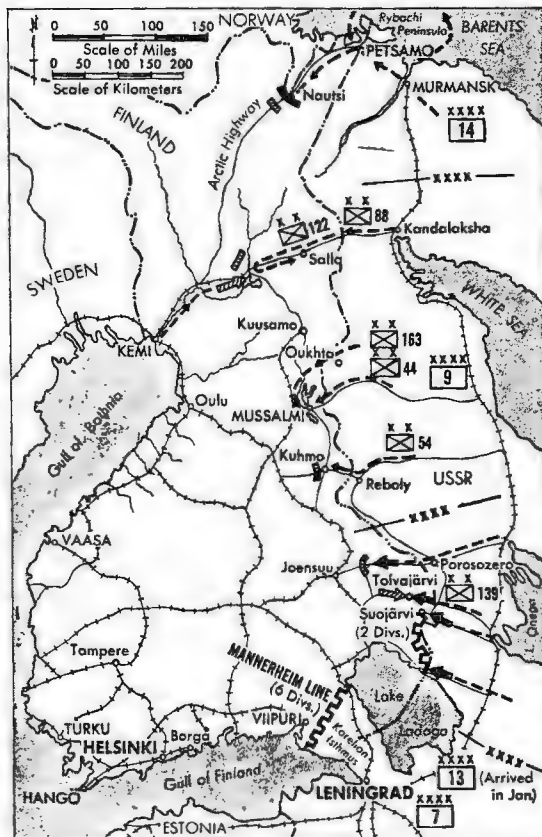 NORWAY
Rybachi
Peninsula
BARENTS
SEA
0 50 100 150
Scale of Miles
0 50 100 150 200
Scale of Kilometers
PETSAMO
MURMANSK
Nautsi
XXXX
14
FINLAND
Arctic Highway
XXXX
XX
122
XX
88
Kandalaksha
Salla
SWEDEN
WHITE SEA
Kuusamo
Oukhta
XX
163
XX
44
XXXX
9
KEMI
Oulu
MUSSALMI
Gulf of Bothnia
XX
54
Kuhmo
Reboly
USSR
XXXX
VAASA
Joensuu
Porosozero
Tolvajärvi
XX
139
L. Onega
Suojärvi
(2 Divs.)
Tampere
MANNERHEIM LINE
(6 Divs.)
VIIPURI
Karelian
Isthmus
Lake
Ladoga
TURKU
HELSINKI
Borga
Gulf of Finland
HANGO
LENINGRAD
XXXX
XXXX
13
(Arrived
in Jan.)
XXXX
7
ESTONIA